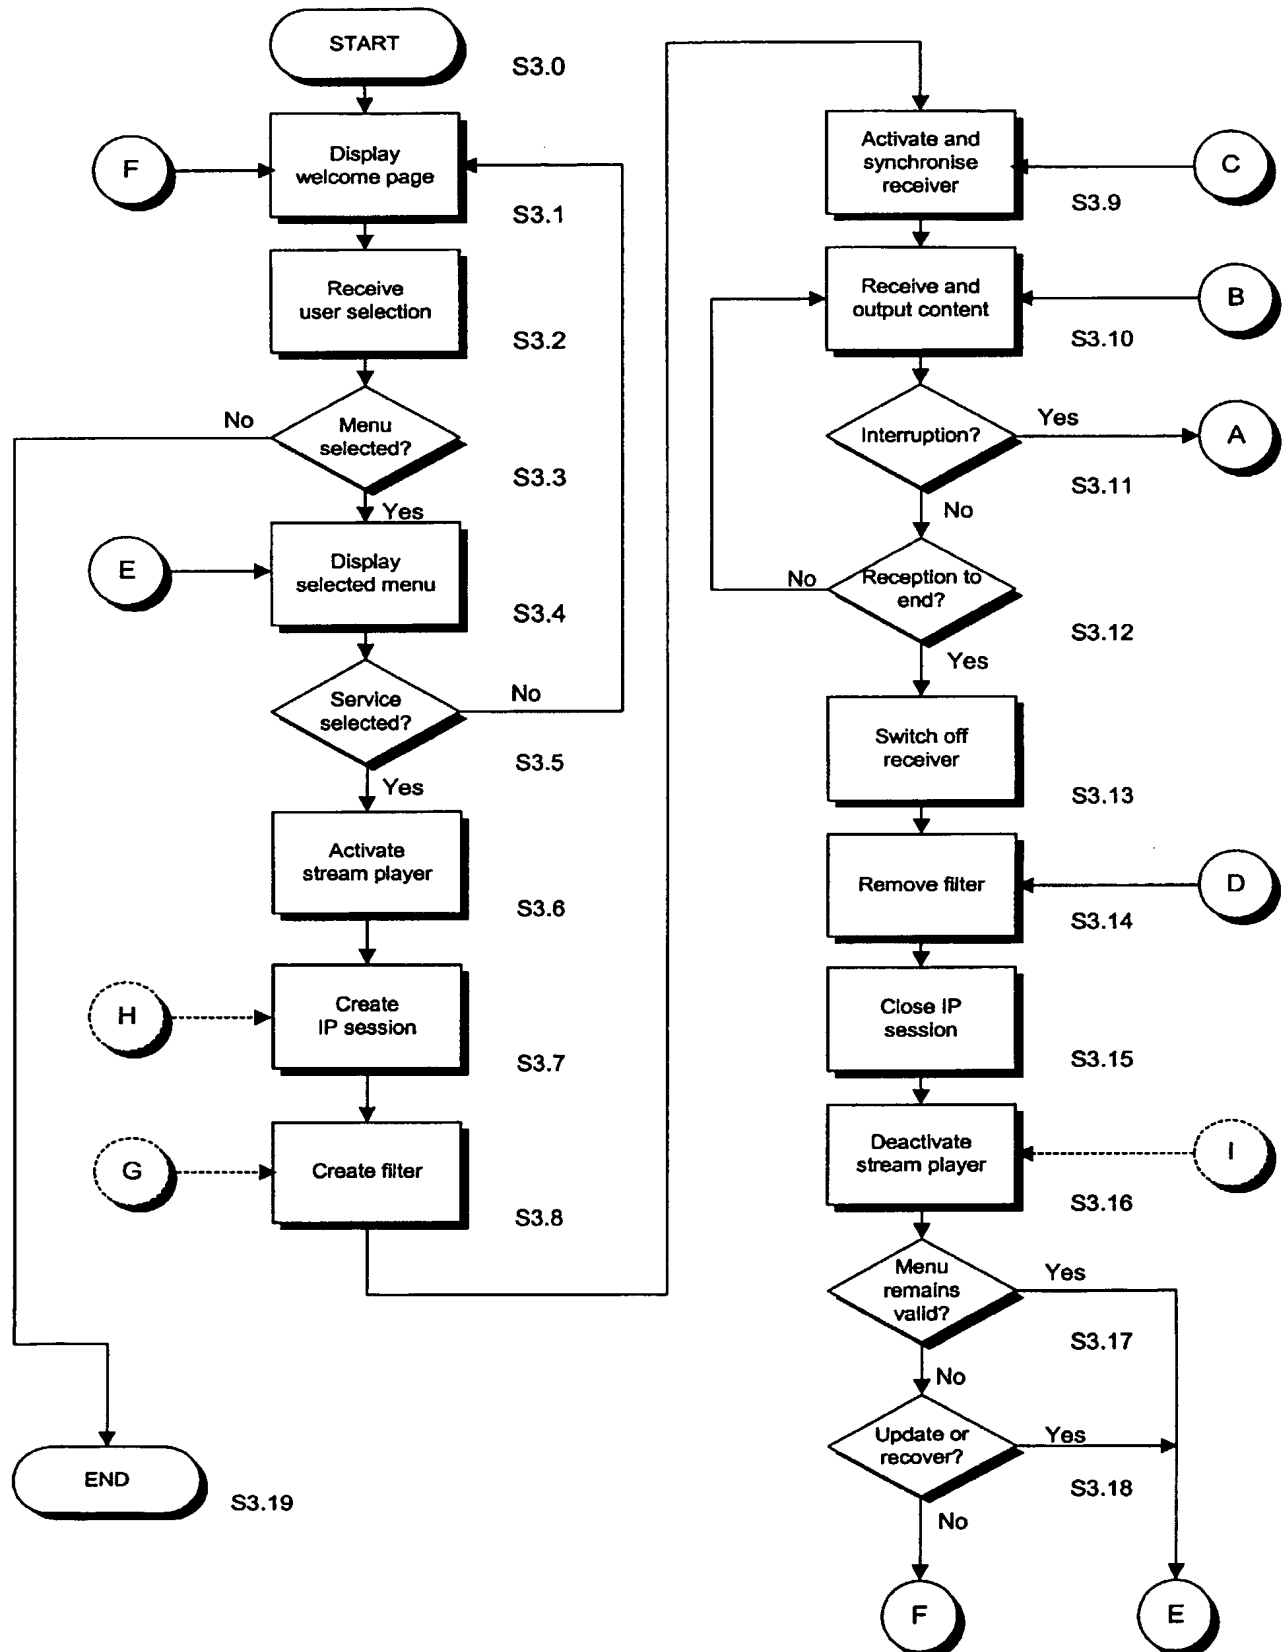 START
S3.0
F
Display
welcome page
S3.1
Receive
user selection
S3.2
No
Menu
selected?
S3.3
Yes
E
Display
selected menu
S3.4
Service
selected?
No
S3.5
Yes
Activate
stream player
S3.6
H
Create
IP session
S3.7
G
Create filter
S3.8
END
S3.19
Activate and
synchronise
receiver
C
S3.9
Receive and
output content
B
S3.10
Interruption?
Yes
A
S3.11
No
No
Reception to
end?
S3.12
Yes
Switch off
receiver
S3.13
Remove filter
D
S3.14
Close IP
session
S3.15
Deactivate
stream player
I
S3.16
Menu
remains
valid?
Yes
S3.17
No
Update or
recover?
Yes
S3.18
No
F
E